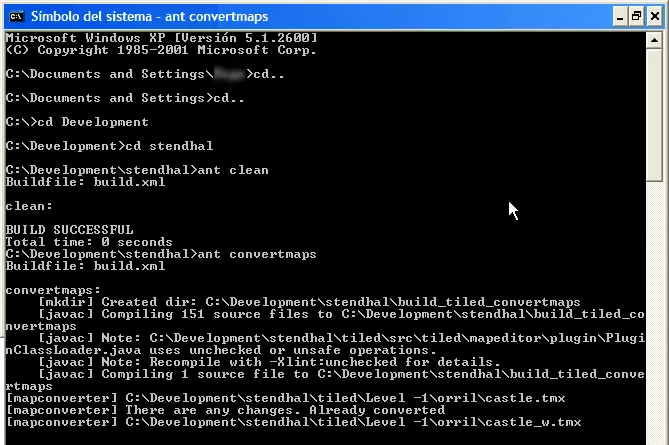 Símbolo del sistema - ant convertmaps
Microsoft Windows XP [Versión 5.1.2600]
(C) Copyright 1985-2001 Microsoft Corp.
C:\Documents and Settings\ >cd..
C:\Documents and Settings>cd..
C:\>cd Development
C:\Development>cd stendhal
C:\Development\stendhal>ant clean
Buildfile: build.xml
clean:
BUILD SUCCESSFUL
Total time: 0 seconds
C:\Development\stendhal>ant convertmaps
Buildfile: build.xml
convertmaps:
[mkdir] Created dir: C:\Development\stendhal\build_tiled_convertmaps
[javac] Compiling 151 source files to C:\Development\stendhal\build_tiled_co
nvertmaps
[javac] Note: C:\Development\stendhal\tiled\src\tiled\mapeditor\plugin\Plugi
nClassLoader.java uses unchecked or unsafe operations.
[javac] Note: Recompile with -Xlint:unchecked for details.
[javac] Compiling 1 source file to C:\Development\stendhal\build_tiled_conve
rtmaps
[mapconverter] C:\Development\stendhal\tiled\Level -1\orril\castle.tmx
[mapconverter] There are any changes. Already converted
[mapconverter] C:\Development\stendhal\tiled\Level -1\orril\castle_w.tmx